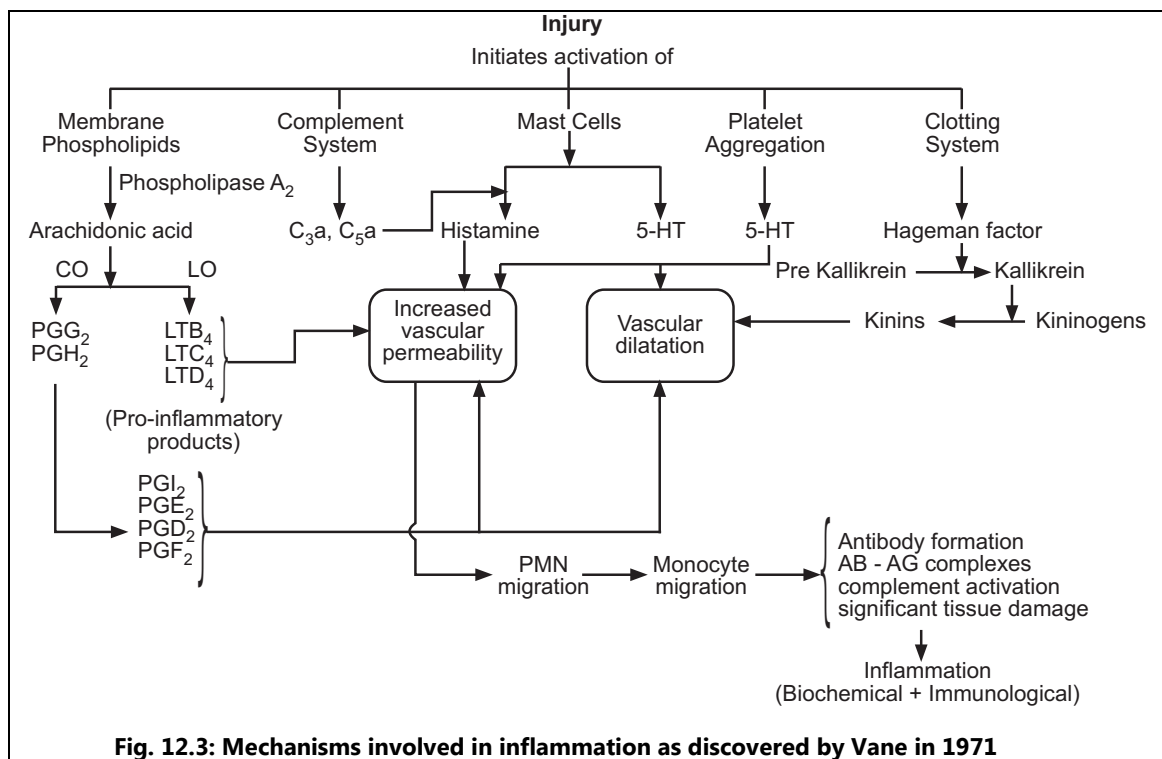 Injury
Initiates activation of
Membrane
Phospholipids
Complement
System
Mast Cells
Platelet
Aggregation
Clotting
System
Phospholipase A2
Arachidonic acid
C3a, C5a
Histamine
5-HT
5-HT
Hageman factor
CO
LO
Pre Kallikrein
Kallikrein
PGG2
PGH2
LTB4
LTC4
LTD4
Increased
vascular
permeability
Vascular
dilatation
Kinins
Kininogens
(Pro-inflammatory
products)
PGI2
PGE2
PGD2
PGF2
PMN
migration
Monocyte
migration
Antibody formation
AB - AG complexes
complement activation
significant tissue damage
Inflammation
(Biochemical + Immunological)
Fig. 12.3: Mechanisms involved in inflammation as discovered by Vane in 1971